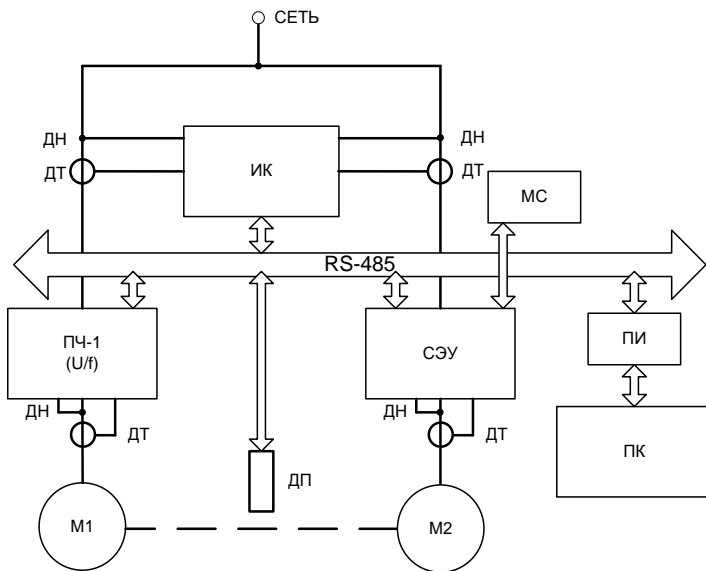 СЕТЬ
ДН
ДН
ИК
ДТ
ДТ
МС
RS-485
ПЧ-1
(U/f)
СЭУ
ПИ
ДН
ДН
ДТ
ДТ
ПК
ДП
М1
М2